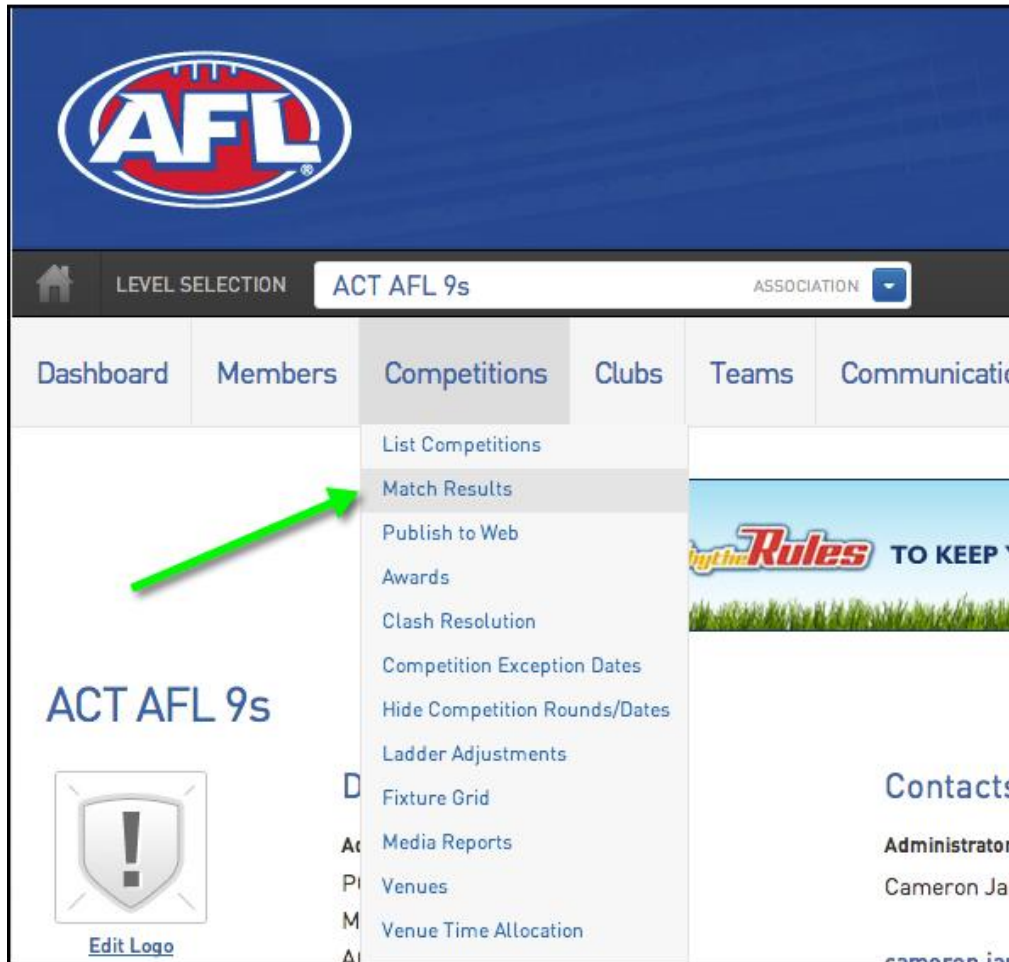 AFL
®
LEVEL SELECTION ACT AFL 9s ASSOCIATION
Dashboard Members Competitions Clubs Teams
List Competitions
Match Results
Publish to Web
Awards
Clash Resolution
Competition Exception Dates
Hide Competition Rounds/Dates
Ladder Adjustments
Fixture Grid
Media Reports
Venues
Venue Time Allocation
by the Rules TO KEEP
ACT AFL 9s
!
Edit Logo
D
Contacts
Administrator
Cameron Ja